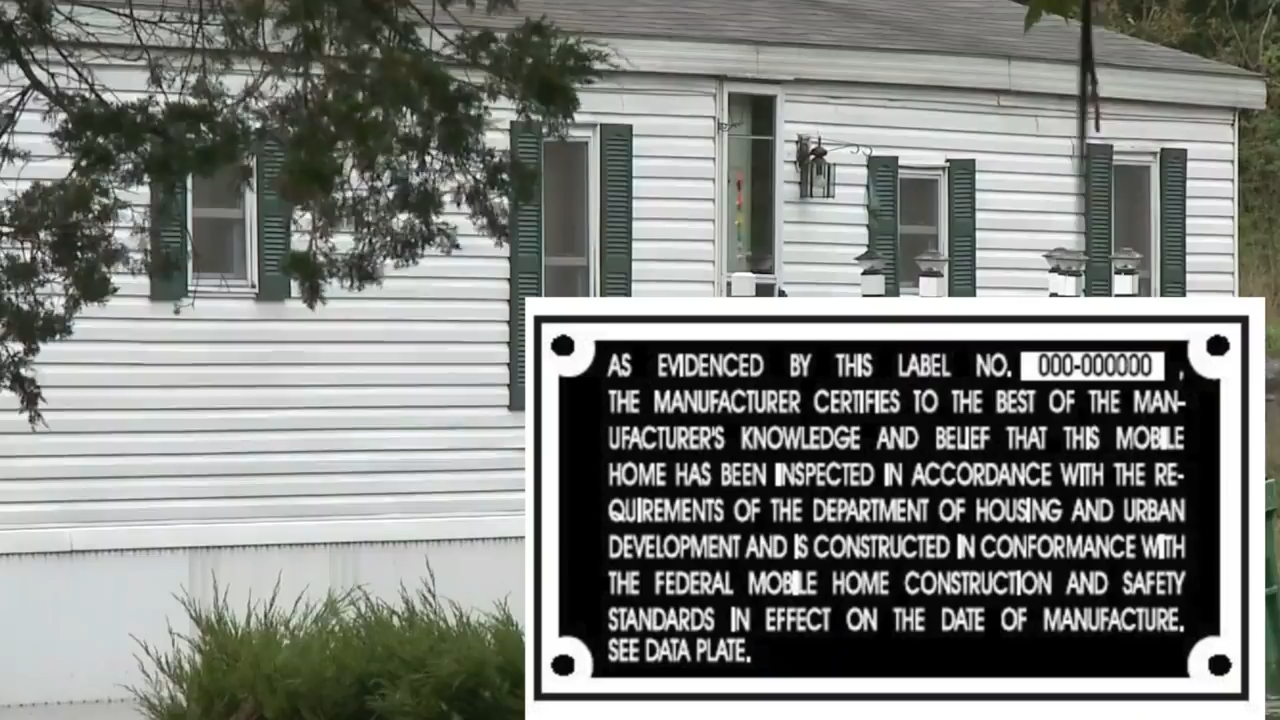 AS EVIDENCED BY THIS LABEL NO. 000-000000 ,
THE MANUFACTURER CERTIFIES TO THE BEST OF THE MAN-
UFACTURER'S KNOWLEDGE AND BELIEF THAT THIS MOBILE
HOME HAS BEEN INSPECTED IN ACCORDANCE WITH THE RE-
QUIREMENTS OF THE DEPARTMENT OF HOUSING AND URBAN
DEVELOPMENT AND IS CONSTRUCTED IN CONFORMANCE WITH
THE FEDERAL MOBILE HOME CONSTRUCTION AND SAFETY
STANDARDS IN EFFECT ON THE DATE OF MANUFACTURE.
SEE DATA PLATE.